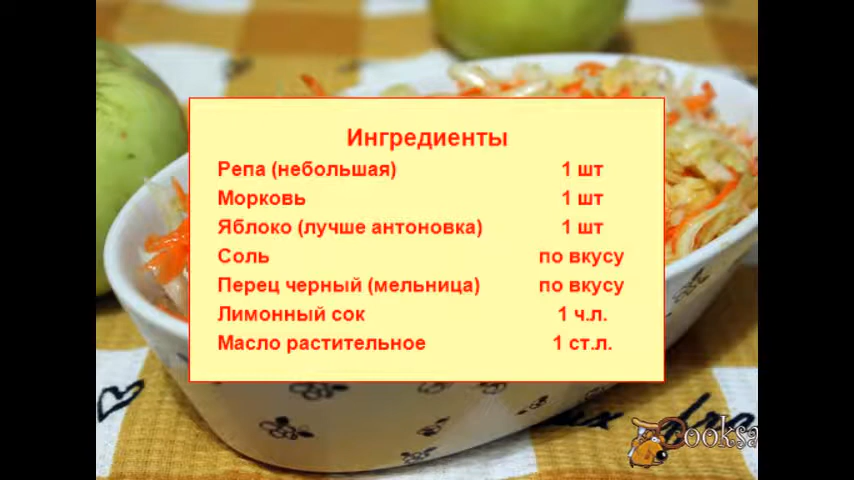 Ингредиенты
Репа (небольшая) 1 шт
Морковь 1 шт
Яблоко (лучше антоновка) 1 шт
Соль по вкусу
Перец черный (мельница) по вкусу
Лимонный сок 1 ч.л.
Масло растительное 1 ст.л.